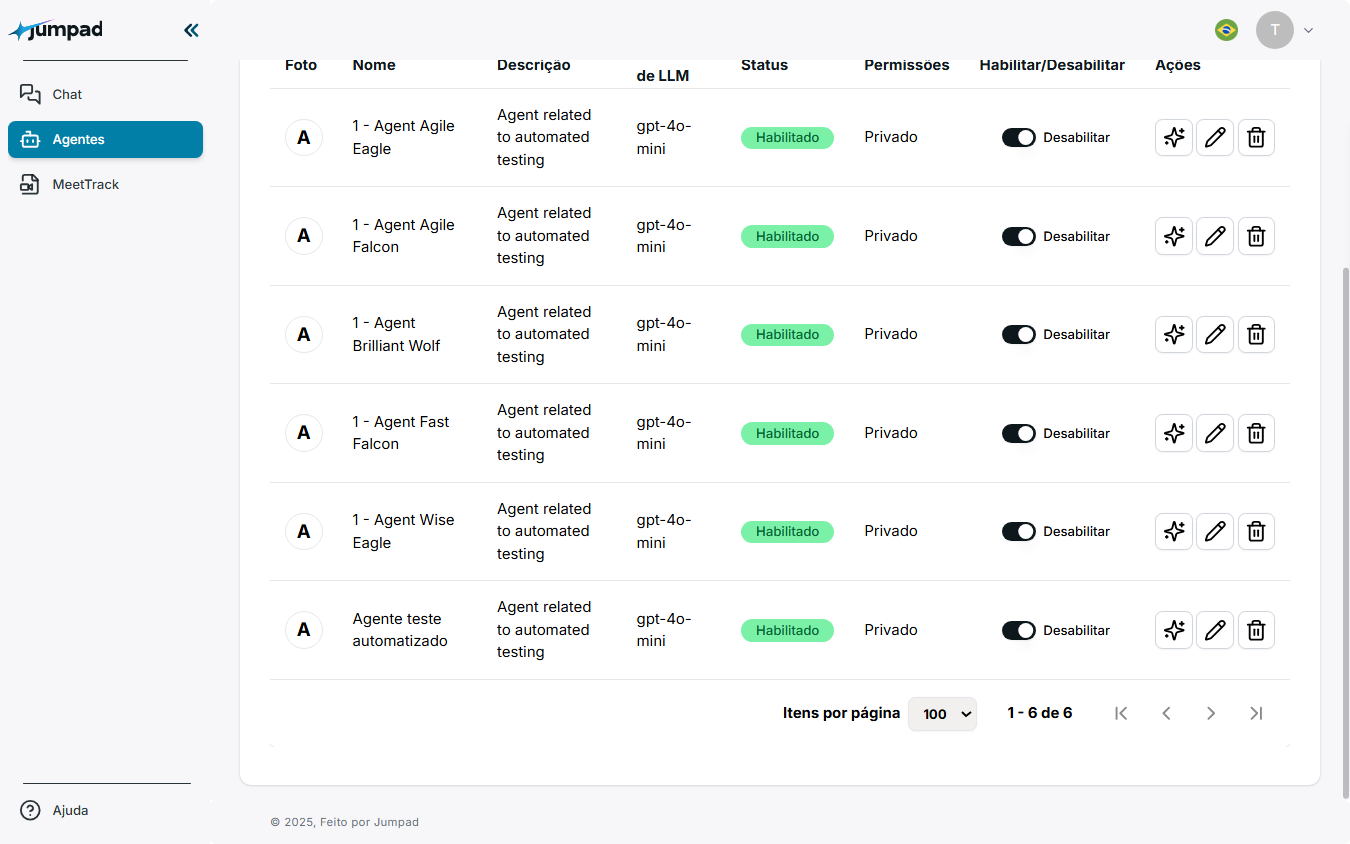 jumpad
T
Chat
Agentes
MeetTrack
Ajuda
Foto Nome Descrição de LLM Status Permissões Habilitar/Desabilitar Ações
A
1 - Agent Agile
Eagle
Agent related
to automated
testing
gpt-4o-
mini
Habilitado
Privado
Desabilitar
A
1 - Agent Agile
Falcon
Agent related
to automated
testing
gpt-4o-
mini
Habilitado
Privado
Desabilitar
A
1 - Agent
Brilliant Wolf
Agent related
to automated
testing
gpt-4o-
mini
Habilitado
Privado
Desabilitar
A
1 - Agent Fast
Falcon
Agent related
to automated
testing
gpt-4o-
mini
Habilitado
Privado
Desabilitar
A
1 - Agent Wise
Eagle
Agent related
to automated
testing
gpt-4o-
mini
Habilitado
Privado
Desabilitar
A
Agente teste
automatizado
Agent related
to automated
testing
gpt-4o-
mini
Habilitado
Privado
Desabilitar
Itens por página 100 1 - 6 de 6
© 2025, Feito por Jumpad